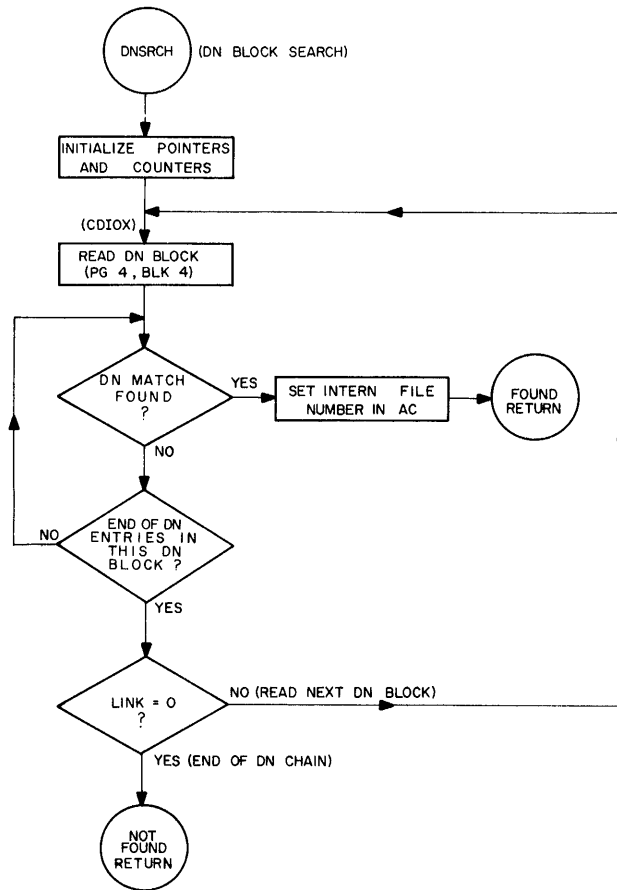 DNSRCH
(DN BLOCK SEARCH)
INITIALIZE POINTERS
AND COUNTERS
(CDIOX)
READ DN BLOCK
(PG 4, BLK 4)
DN MATCH
FOUND
?
YES
SET INTERN FILE
NUMBER IN AC
FOUND
RETURN
NO
END OF DN
ENTRIES IN
THIS DN
BLOCK ?
NO
YES
LINK = 0
?
NO (READ NEXT DN BLOCK)
YES (END OF DN CHAIN)
NOT
FOUND
RETURN